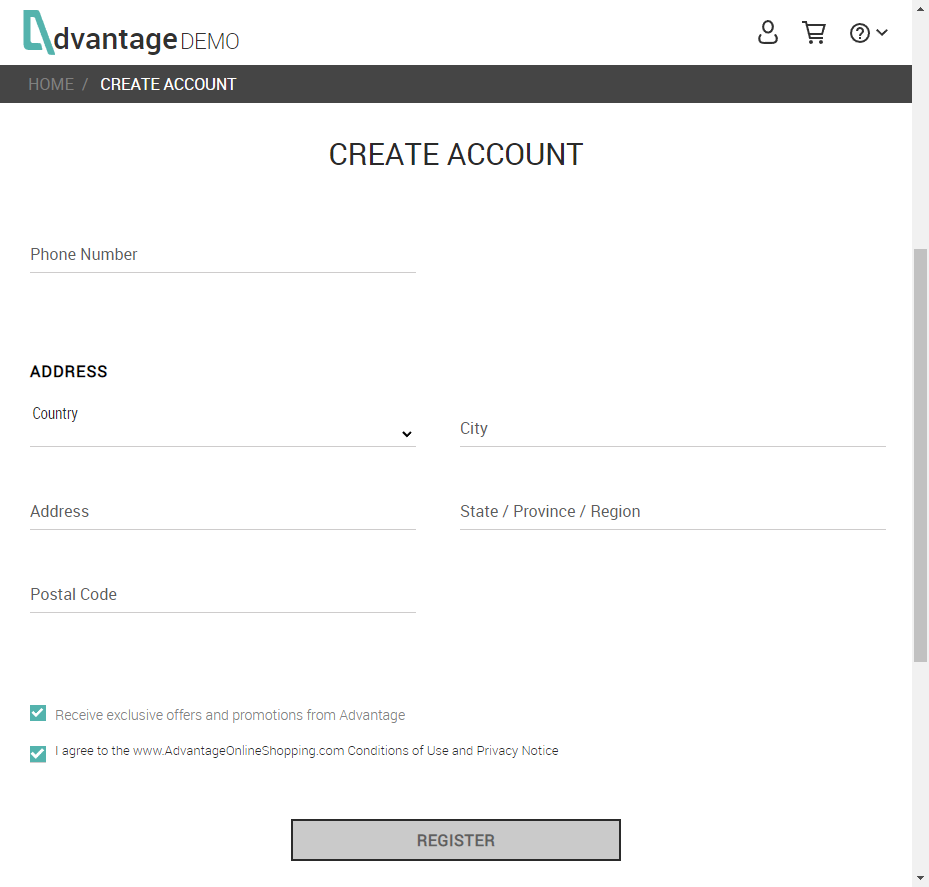 dvantage DEMO
HOME / CREATE ACCOUNT
CREATE ACCOUNT
Phone Number
ADDRESS
Country
City
Address
State / Province / Region
Postal Code
Receive exclusive offers and promotions from Advantage
I agree to the www.AdvantageOnlineShopping.com Conditions of Use and Privacy Notice
REGISTER